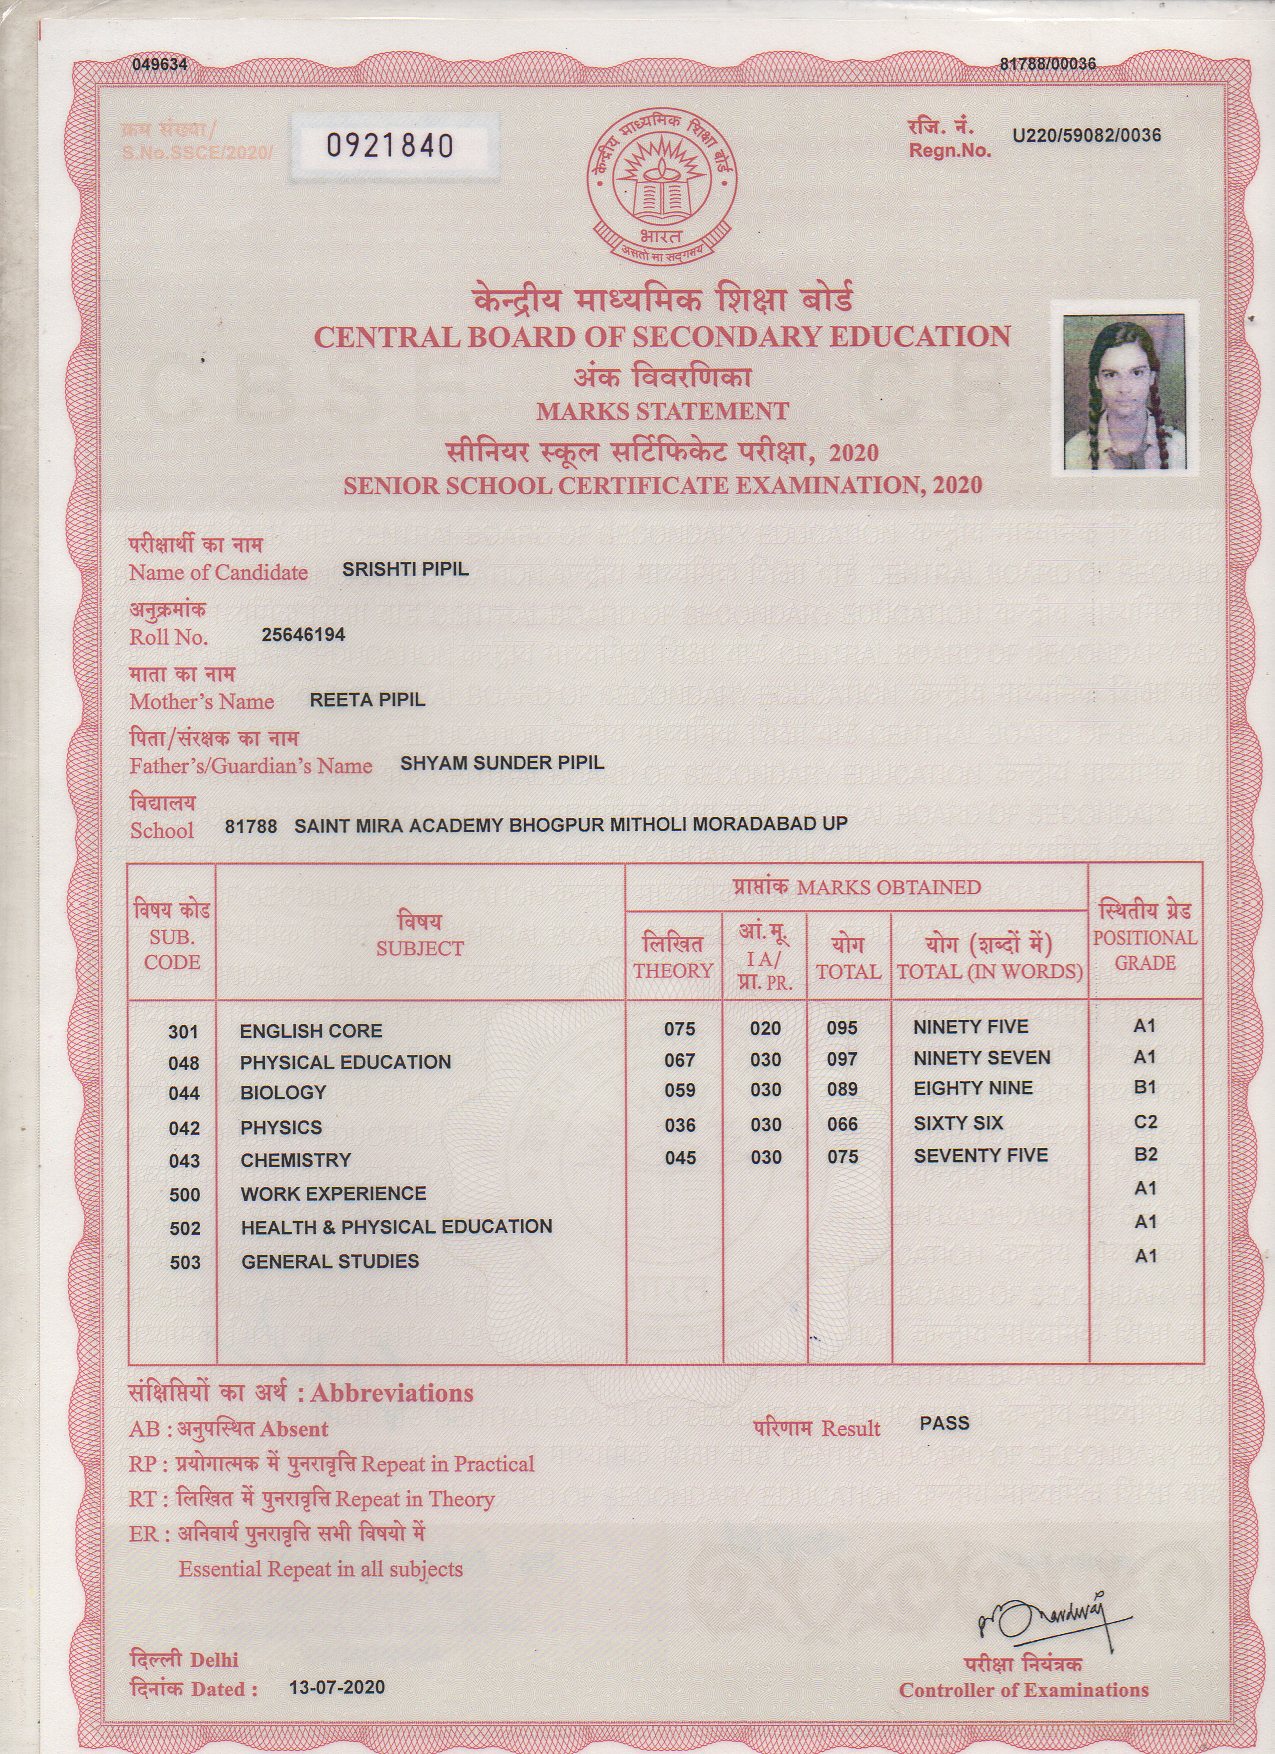 049634 81788/00036
क्रम संख्या/ रजि. नं.
S.No.SSCE/2020/ 0921840 Regn.No. U220/59082/0036
केन्द्रीय माध्यमिक शिक्षा बोर्ड
भारत
असतो मा सद्गमय
केन्द्रीय माध्यमिक शिक्षा बोर्ड
CENTRAL BOARD OF SECONDARY EDUCATION
अंक विवरणिका
MARKS STATEMENT
सीनियर स्कूल सर्टिफिकेट परीक्षा, 2020
SENIOR SCHOOL CERTIFICATE EXAMINATION, 2020
परीक्षार्थी का नाम
Name of Candidate SRISHTI PIPIL
अनुक्रमांक
Roll No. 25646194
माता का नाम
Mother's Name REETA PIPIL
पिता/संरक्षक का नाम
Father's/Guardian's Name SHYAM SUNDER PIPIL
विद्यालय
School 81788 SAINT MIRA ACADEMY BHOGPUR MITHOLI MORADABAD UP
विषय कोड
SUB.
CODE
विषय
SUBJECT
प्राप्तांक MARKS OBTAINED
लिखित
THEORY
आं.मू.
I A/
प्रा. PR.
योग
TOTAL
योग (शब्दों में)
TOTAL (IN WORDS)
स्थितीय ग्रेड
POSITIONAL
GRADE
301 ENGLISH CORE 075 020 095 NINETY FIVE A1
048 PHYSICAL EDUCATION 067 030 097 NINETY SEVEN A1
044 BIOLOGY 059 030 089 EIGHTY NINE B1
042 PHYSICS 036 030 066 SIXTY SIX C2
043 CHEMISTRY 045 030 075 SEVENTY FIVE B2
500 WORK EXPERIENCE A1
502 HEALTH & PHYSICAL EDUCATION A1
503 GENERAL STUDIES A1
संक्षिप्तियों का अर्थ : Abbreviations
AB : अनुपस्थित Absent परिणाम Result PASS
RP : प्रयोगात्मक में पुनरावृत्ति Repeat in Practical
RT : लिखित में पुनरावृत्ति Repeat in Theory
ER : अनिवार्य पुनरावृत्ति सभी विषयो में
Essential Repeat in all subjects
दिल्ली Delhi परीक्षा नियंत्रक
दिनांक Dated : 13-07-2020 Controller of Examinations